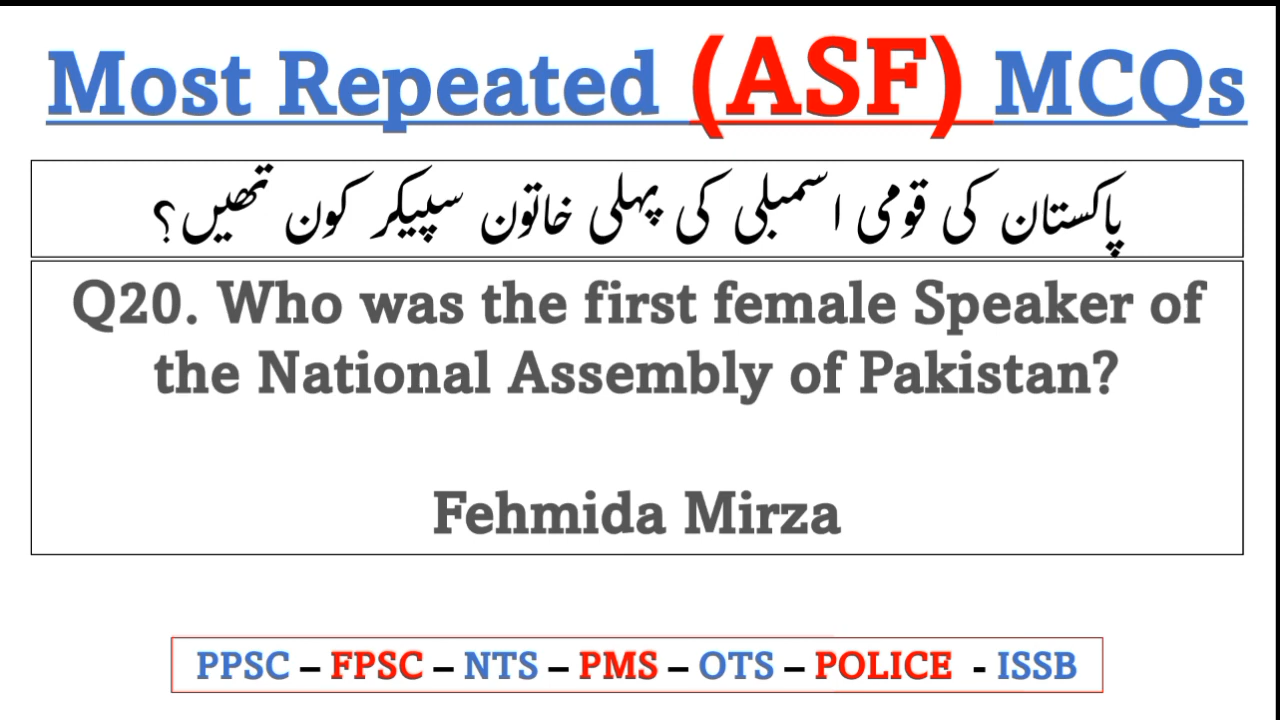 Most Repeated (ASF) MCQs
پاکستان کی قومی اسمبلی کی پہلی خاتون سپیکر کون تھیں؟
Q20. Who was the first female Speaker of
the National Assembly of Pakistan?
Fehmida Mirza
PPSC – FPSC – NTS – PMS – OTS – POLICE - ISSB